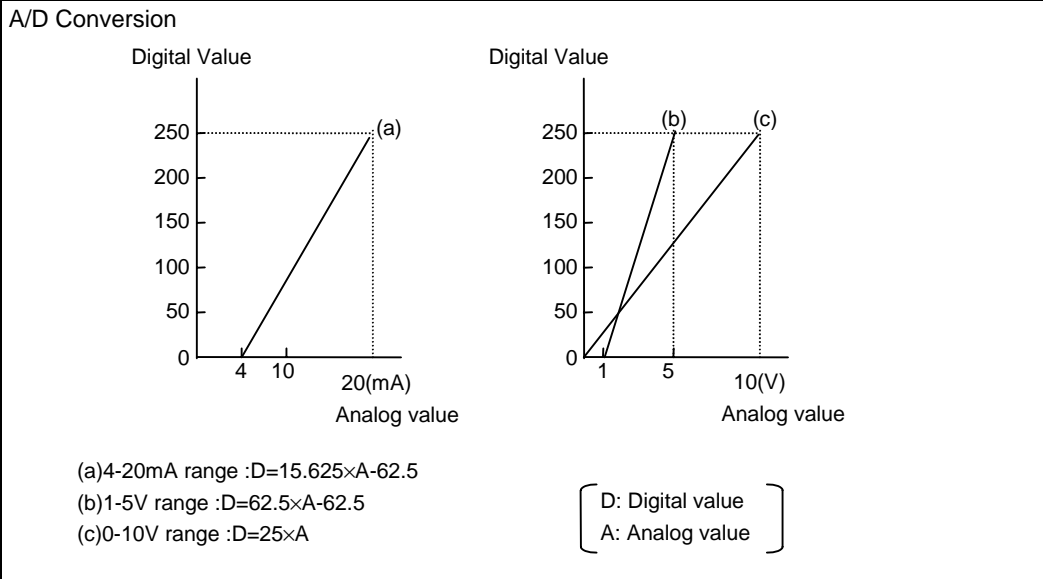 A/D Conversion
Digital Value
250
200
150
100
50
0
(a)
4 10 20(mA)
Analog value
Digital Value
250
200
150
100
50
0
(b) (c)
1 5 10(V)
Analog value
(a)4-20mA range :D=15.625×A-62.5
(b)1-5V range :D=62.5×A-62.5
(c)0-10V range :D=25×A
D: Digital value
A: Analog value